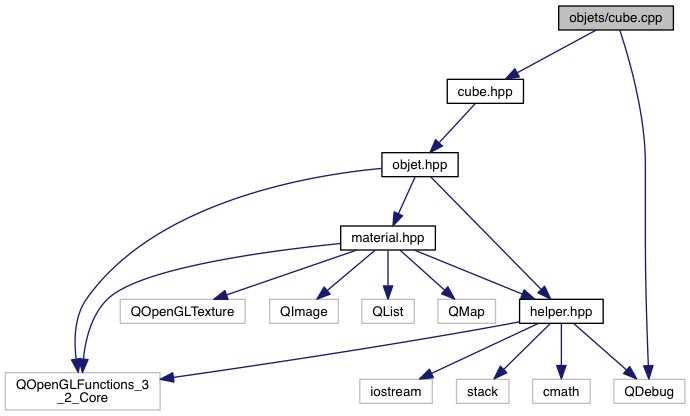 objets/cube.cpp
cube.hpp
objet.hpp
material.hpp
QOpenGLTexture
QImage
QList
QMap
helper.hpp
QOpenGLFunctions_3
_2_Core
iostream
stack
cmath
QDebug